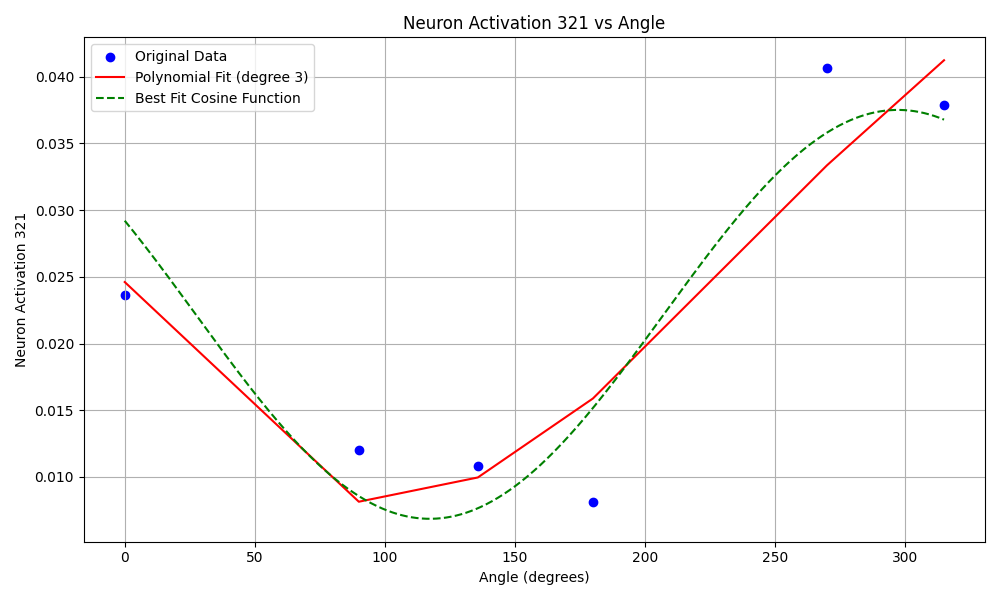 Neuron Activation 321 vs Angle
Original Data
Polynomial Fit (degree 3)
Best Fit Cosine Function
0.040
0.035
0.030
0.025
0.020
0.015
0.010
Neuron Activation 321
0
50
100
150
200
250
300
Angle (degrees)